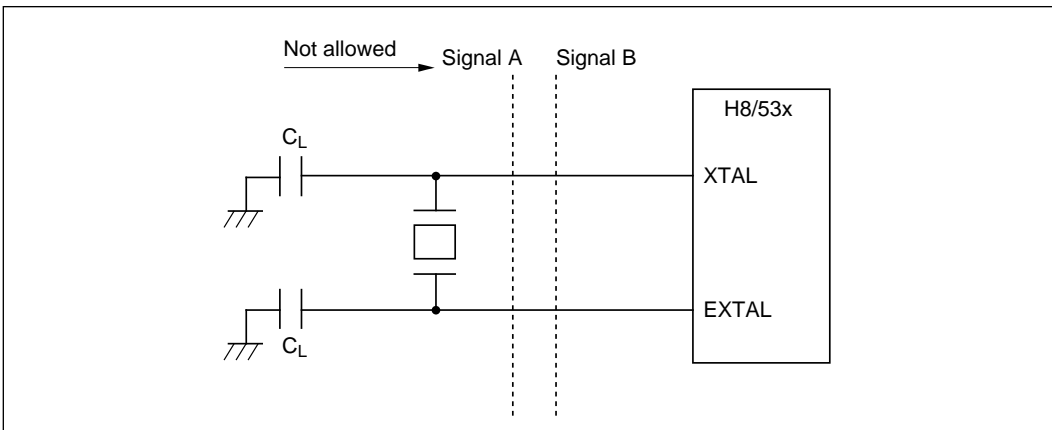 Not allowed
Signal A
Signal B
H8/53x
CL
XTAL
EXTAL
CL